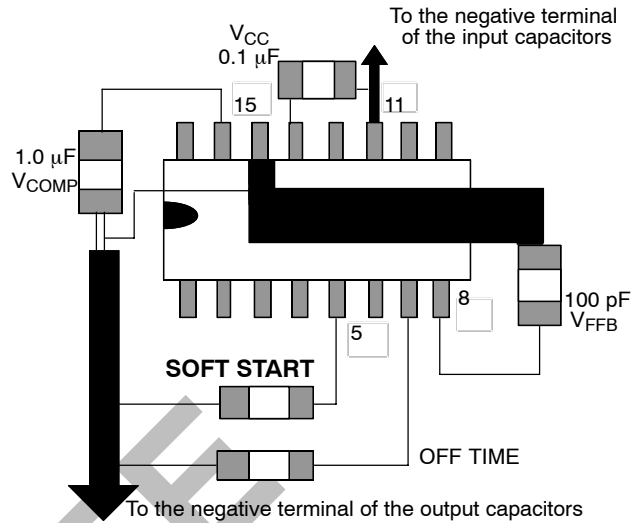 To the negative terminal
of the input capacitors
VCC
0.1 μF
15
11
1.0 μF
VCOMP
8
100 pF
VFFB
5
SOFT START
OFF TIME
To the negative terminal of the output capacitors